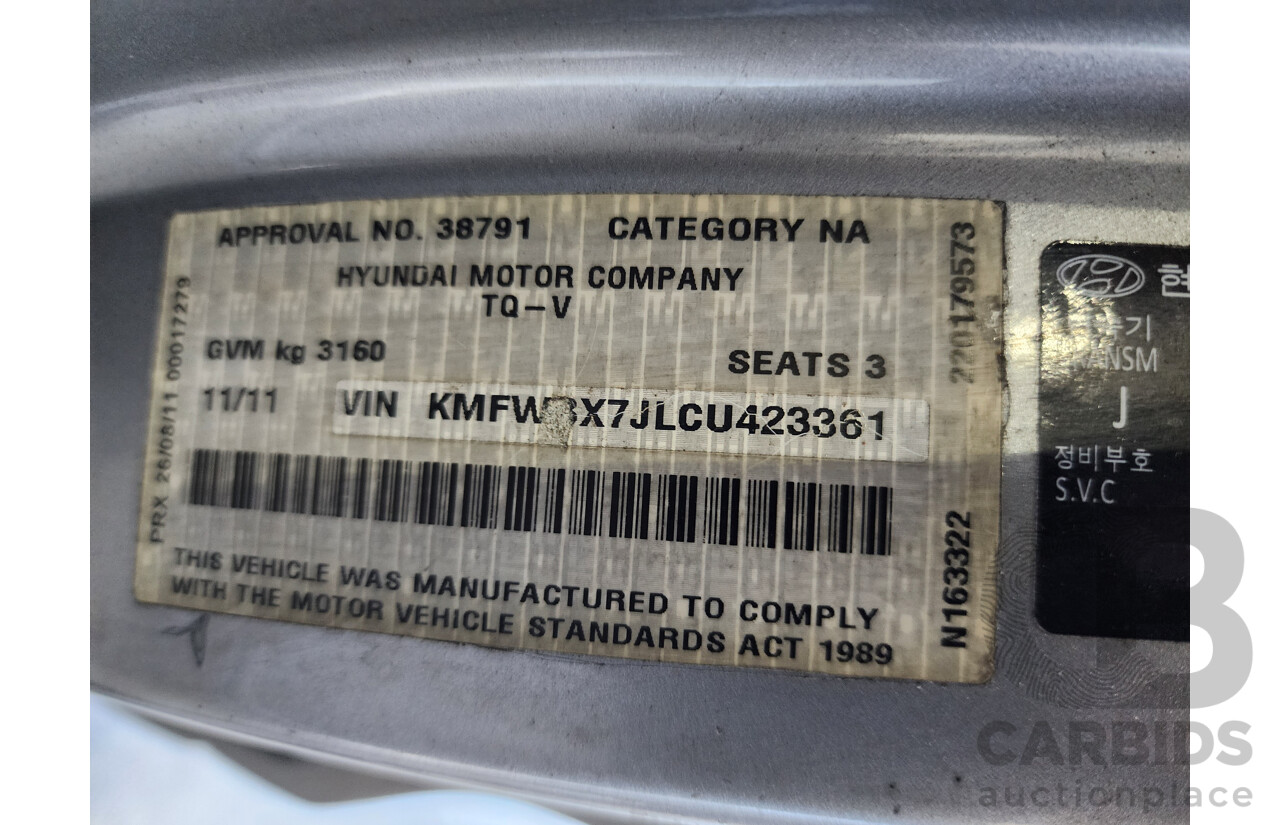 APPROVAL NO. 38791 CATEGORY NA
HYUNDAI MOTOR COMPANY
TQ-V
GVM kg 3160 SEATS 3
11/11 VIN
THIS VEHICLE WAS MANUFACTURED TO COMPLY
WITH THE MOTOR VEHICLE STANDARDS ACT 1989
PRX 26/08/11 00017279
220179573
N163322
TRANSM
J
정비부호
S.V.C
CARBIDS
auctionplace